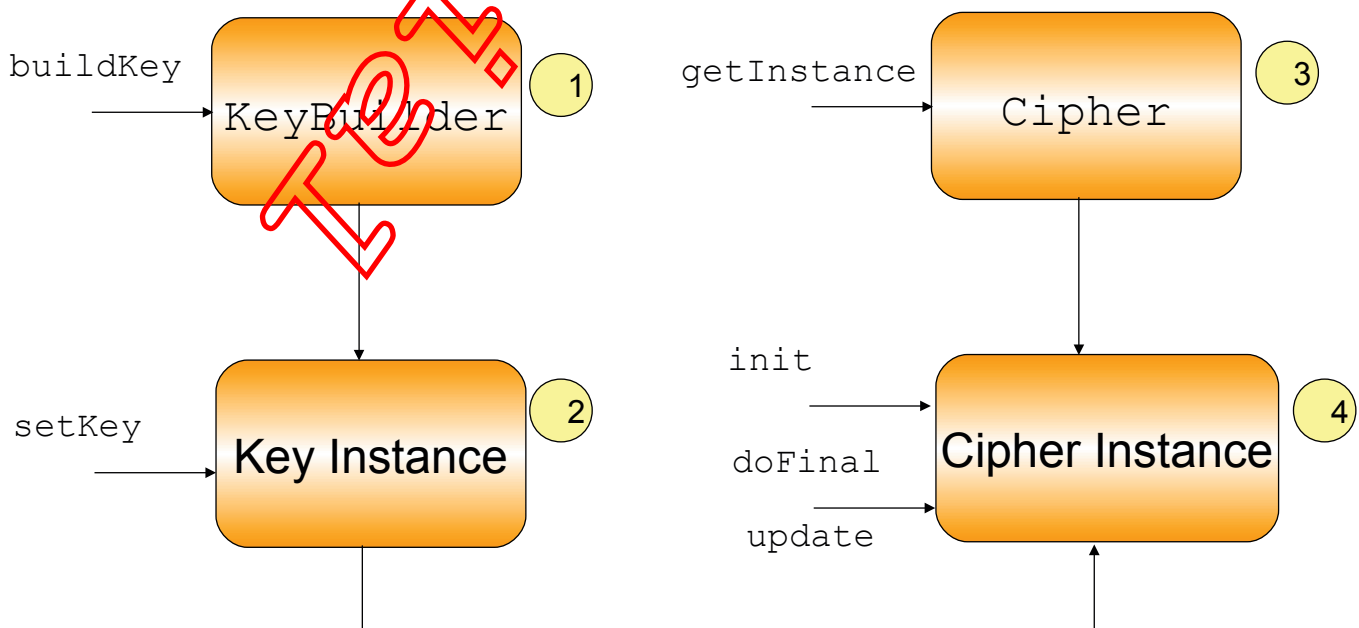 buildKey
KeyBuilder
1
getInstance
Cipher
3
setKey
Key Instance
2
init
doFinal
update
Cipher Instance
4